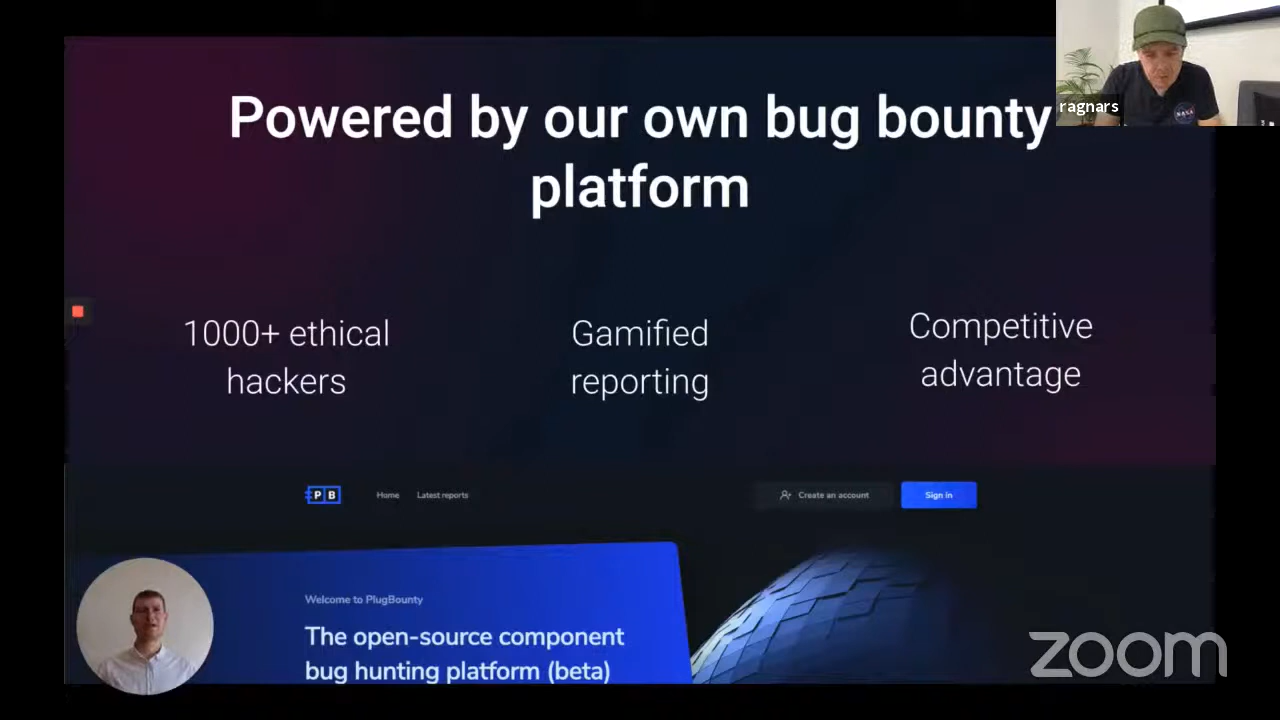 Powered by our own bug bounty
platform
ragnars
NASA
1000+ ethical
hackers
Gamified
reporting
Competitive
advantage
PB
Home
Latest reports
Create an account
Sign in
Welcome to PlugBounty
The open-source component
bug hunting platform (beta)
zoom